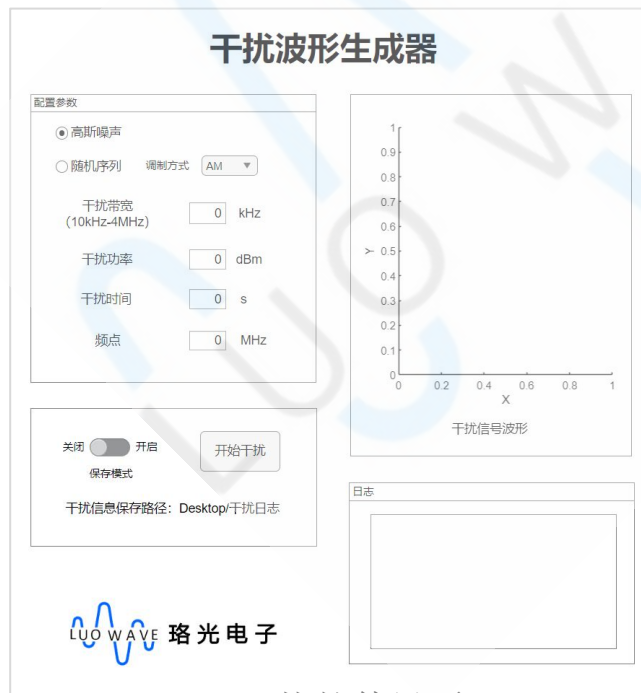 干扰波形生成器
配置参数
高斯噪声
随机序列 调制方式 AM
干扰带宽
(10kHz-4MHz)
0 kHz
干扰功率 0 dBm
干扰时间 0 s
频点 0 MHz
关闭 开启
保存模式
开始干扰
干扰信息保存路径：Desktop/干扰日志
1
0.9
0.8
0.7
0.6
0.5
0.4
0.3
0.2
0.1
0
Y
0 0.2 0.4 0.6 0.8 1
X
干扰信号波形
日志
LUO WAVE 珞光电子
LUO W